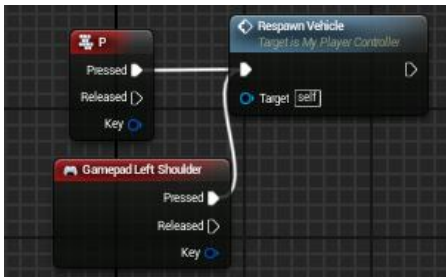 P
Pressed
Released
Key
Respawn Vehicle
Target is My Player Controller
Target self
Gamepad Left Shoulder
Pressed
Released
Key